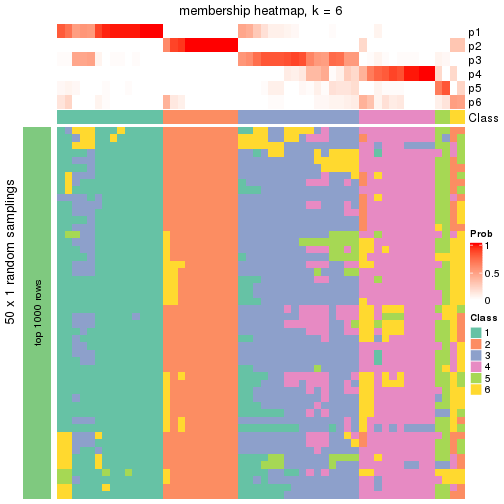 membership heatmap, k = 6
p1
p2
p3
p4
p5
p6
Class
50 x 1 random samplings
top 1000 rows
Prob
1
0.5
0
Class
1
2
3
4
5
6